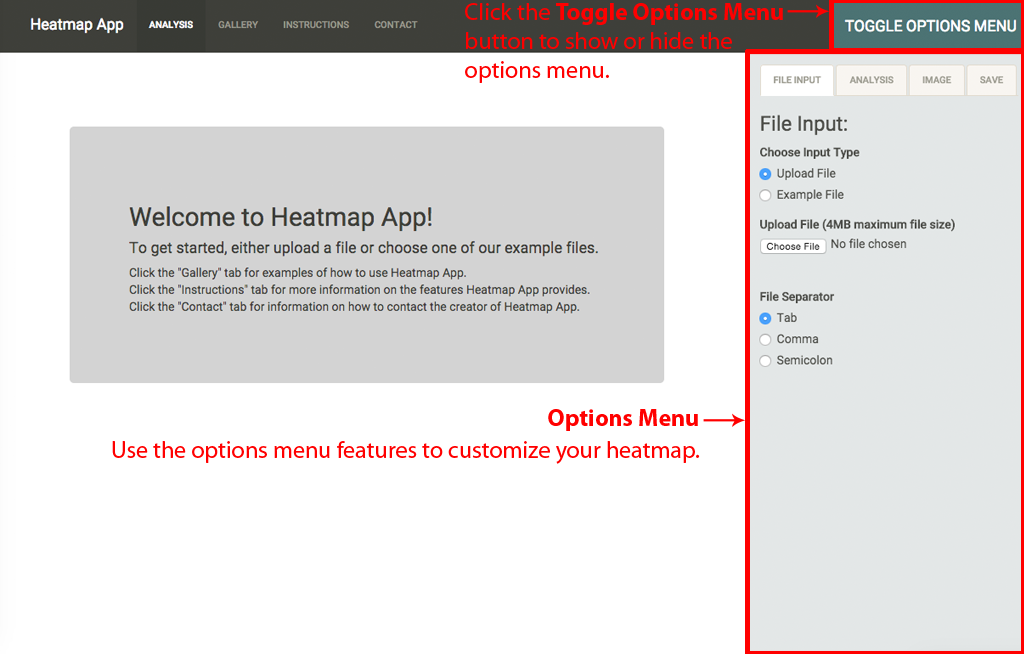 Heatmap App
ANALYSIS
GALLERY
INSTRUCTIONS
CONTACT
Click the Toggle Options Menu
button to show or hide the
options menu.
TOGGLE OPTIONS MENU
FILE INPUT
ANALYSIS
IMAGE
SAVE
File Input:
Choose Input Type
Upload File
Example File
Upload File (4MB maximum file size)
Choose File No file chosen
File Separator
Tab
Comma
Semicolon
Welcome to Heatmap App!
To get started, either upload a file or choose one of our example files.
Click the "Gallery" tab for examples of how to use Heatmap App.
Click the "Instructions" tab for more information on the features Heatmap App provides.
Click the "Contact" tab for information on how to contact the creator of Heatmap App.
Options Menu
Use the options menu features to customize your heatmap.